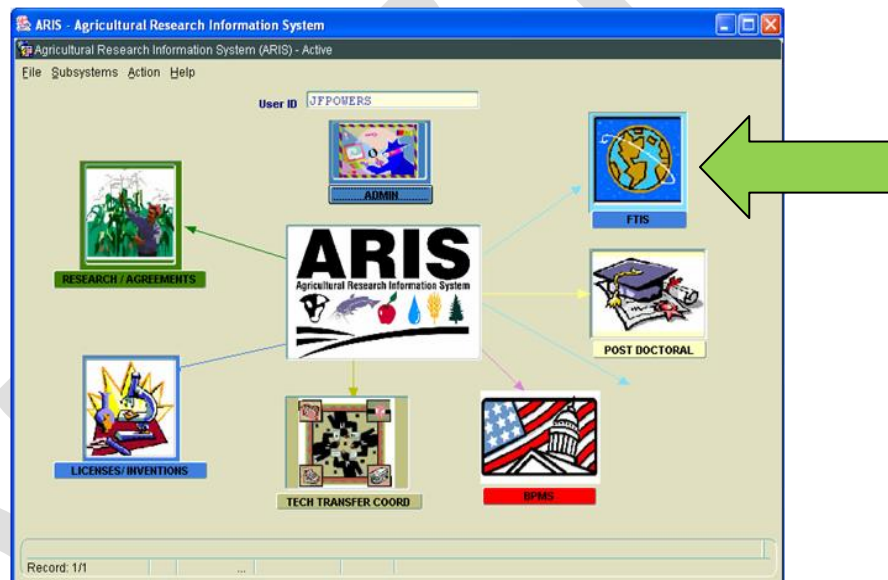 ARIS - Agricultural Research Information System
Agricultural Research Information System (ARIS) - Active
File Subsystems Action Help
User ID JFPOWERS
ADMIN
FTIS
RESEARCH / AGREEMENTS
ARIS
Agricultural Research Information System
POST DOCTORAL
LICENSES/INVENTIONS
TECH TRANSFER COORD
BPMS
Record: 1/1 ...